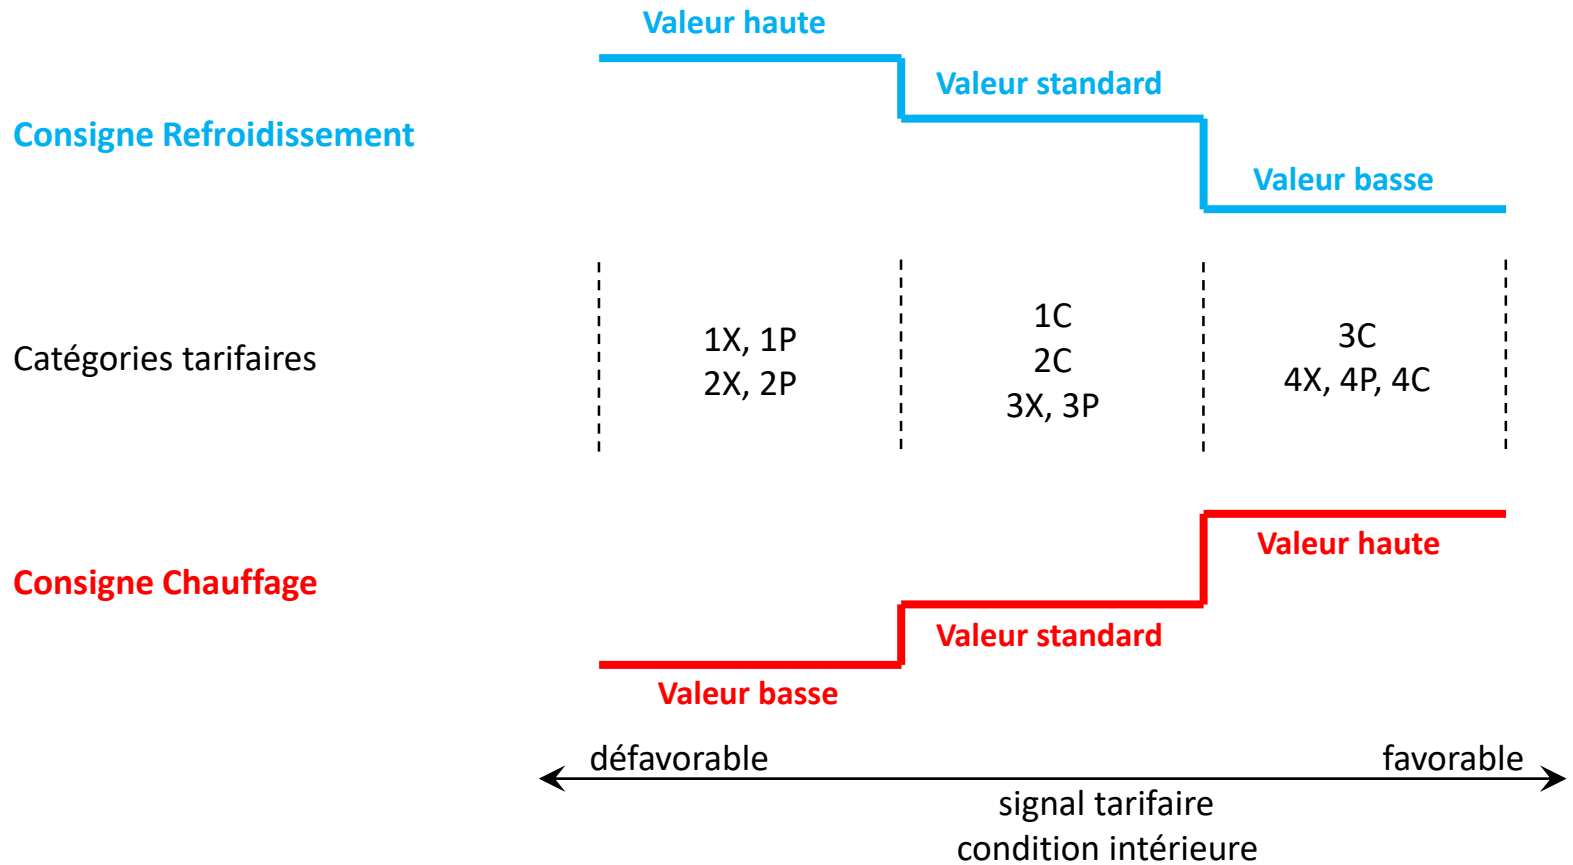 Valeur haute
Valeur standard
Consigne Refroidissement
Valeur basse
Catégories tarifaires
1X, 1P
2X, 2P
1C
2C
3X, 3P
3C
4X, 4P, 4C
Valeur haute
Consigne Chauffage
Valeur standard
Valeur basse
défavorable
favorable
signal tarifaire
condition intérieure